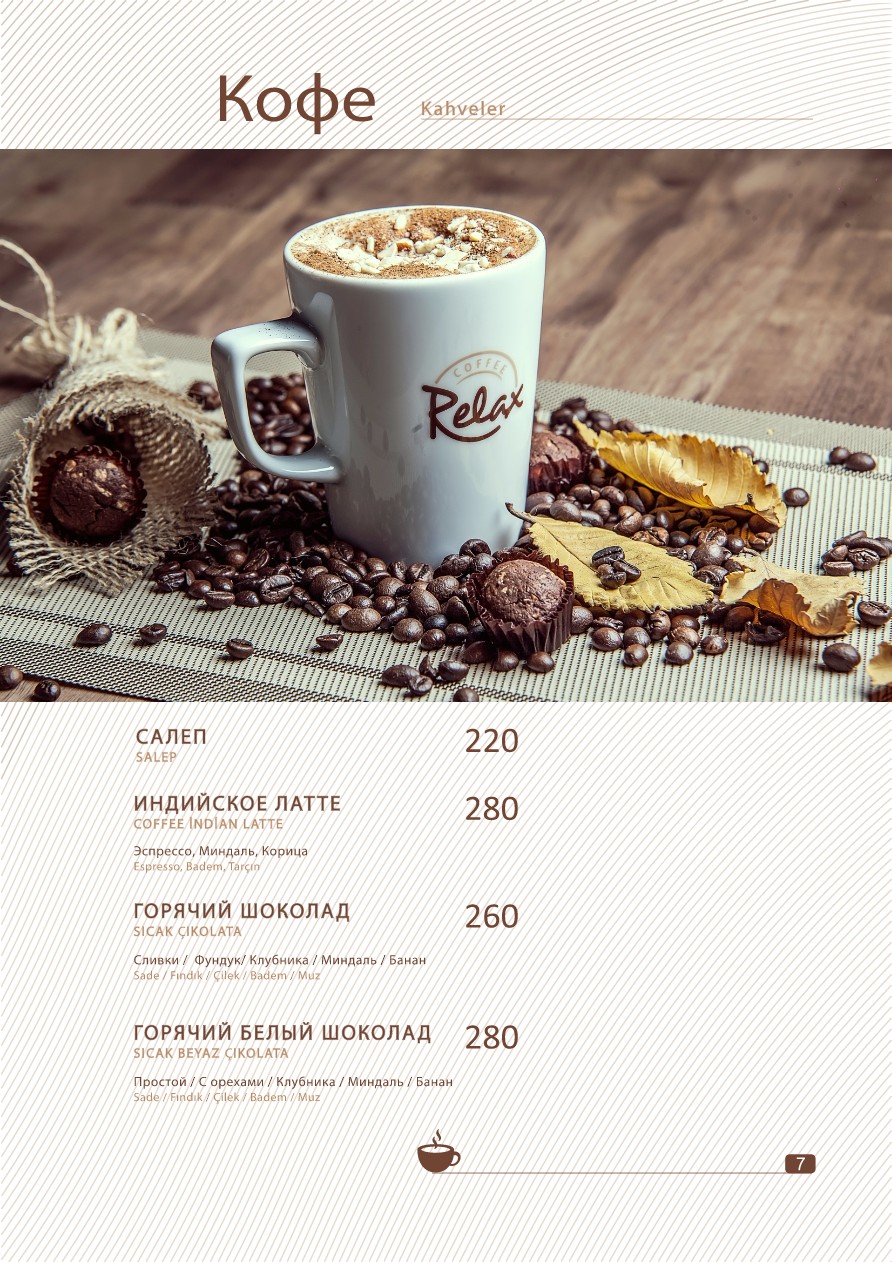 Кофе
Kahveler
COFFEE
Relax
САЛЕП
220
SALEP
ИНДИЙСКОЕ ЛАТТЕ
280
COFFEE İNDİAN LATTE
Эспрессо, Миндаль, Корица
Espresso, Badem, Tarçın
ГОРЯЧИЙ ШОКОЛАД
260
SICAK ÇIKOLATA
Сливки / Фундук/ Клубника / Миндаль / Банан
Sade / Fındık / Çilek / Badem / Muz
ГОРЯЧИЙ БЕЛЫЙ ШОКОЛАД
280
SICAK BEYAZ ÇIKOLATA
Простой / С орехами / Клубника / Миндаль / Банан
Sade / Fındık / Çilek / Badem / Muz
7